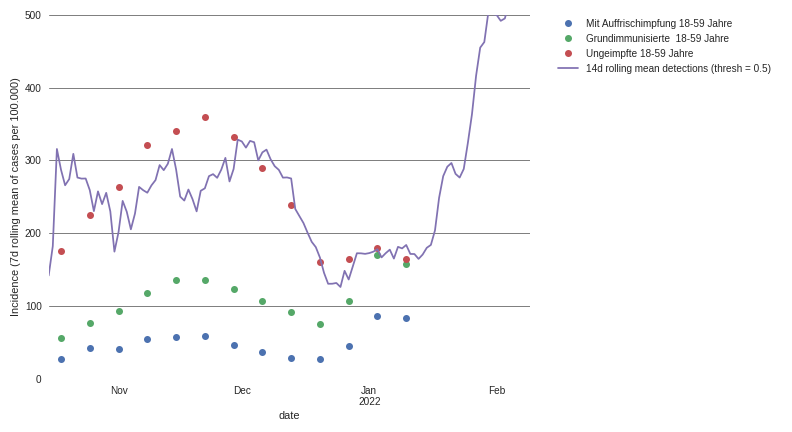 500
400
300
200
100
0
Incidence (7d rolling mean of cases per 100.000)
Nov
Dec
Jan
2022
Feb
date
Mit Auffrischimpfung 18-59 Jahre
Grundimmunisierte  18-59 Jahre
Ungeimpfte 18-59 Jahre
14d rolling mean detections (thresh = 0.5)